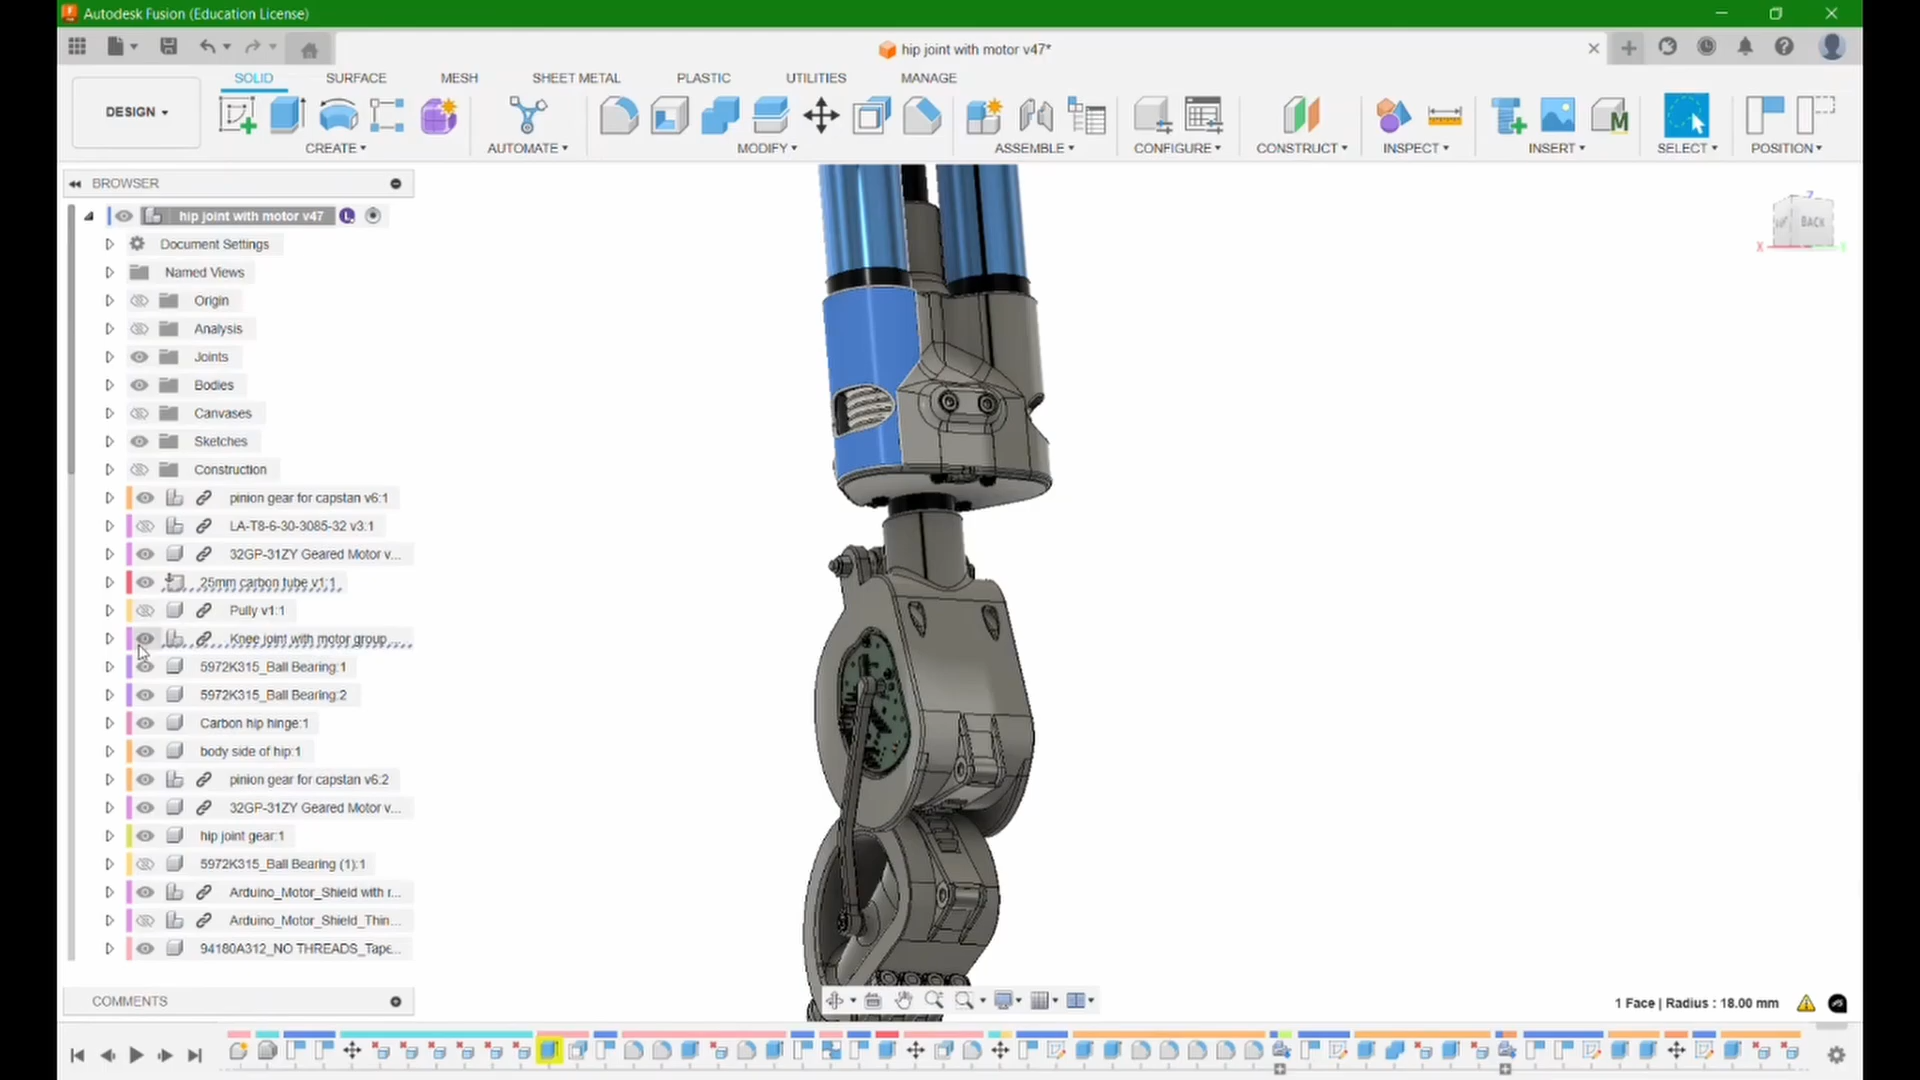 Autodesk Fusion (Education License)
hip joint with motor v47*
DESIGN
SOLID
SURFACE
MESH
SHEET METAL
PLASTIC
UTILITIES
MANAGE
CREATE
AUTOMATE
MODIFY
ASSEMBLE
CONFIGURE
CONSTRUCT
INSPECT
INSERT
SELECT
POSITION
BROWSER
hip joint with motor v47
Document Settings
Named Views
Origin
Analysis
Joints
Bodies
Canvases
Sketches
Construction
pinion gear for capstan v6:1
LA-T8-6-30-3085-32 v3:1
32GP-31ZY Geared Motor v...
25mm carbon tube v1:1
Pully v1:1
Knee joint with motor group ...
5972K315_Ball Bearing:1
5972K315_Ball Bearing:2
Carbon hip hinge:1
body side of hip:1
pinion gear for capstan v6:2
32GP-31ZY Geared Motor v...
hip joint gear:1
5972K315_Ball Bearing (1):1
Arduino_Motor_Shield with r...
Arduino_Motor_Shield_Thin...
94180A312_NO THREADS_Tape...
COMMENTS
Z
BACK
X
1 Face | Radius : 18.00 mm